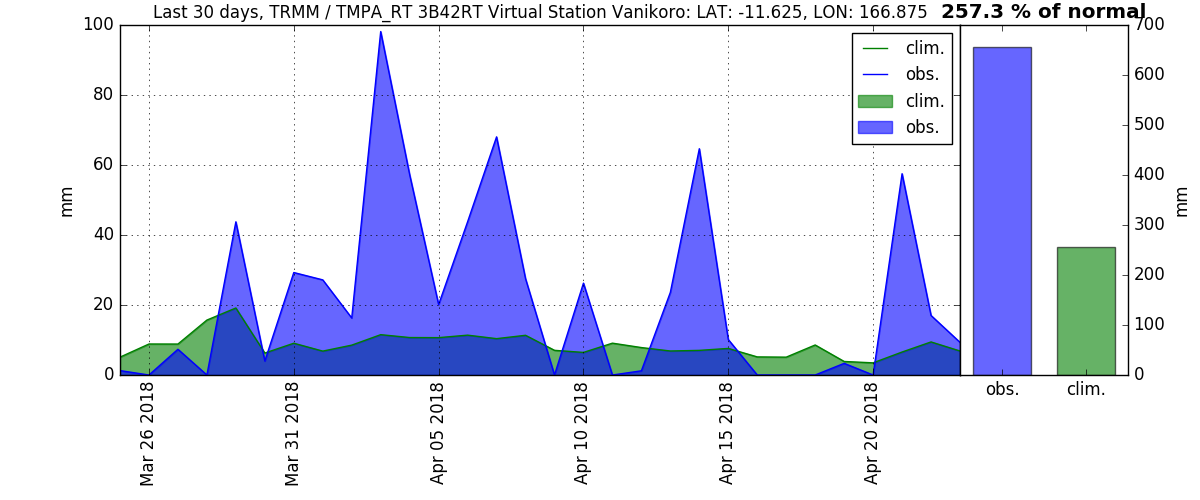 Last 30 days, TRMM / TMPA_RT 3B42RT Virtual Station Vanikoro: LAT: -11.625, LON: 166.875 257.3 % of normal
100
80
60
40
20
0
mm
clim.
obs.
clim.
obs.
700
600
500
400
300
200
100
0
mm
obs.
clim.
Mar 26 2018
Mar 31 2018
Apr 05 2018
Apr 10 2018
Apr 15 2018
Apr 20 2018